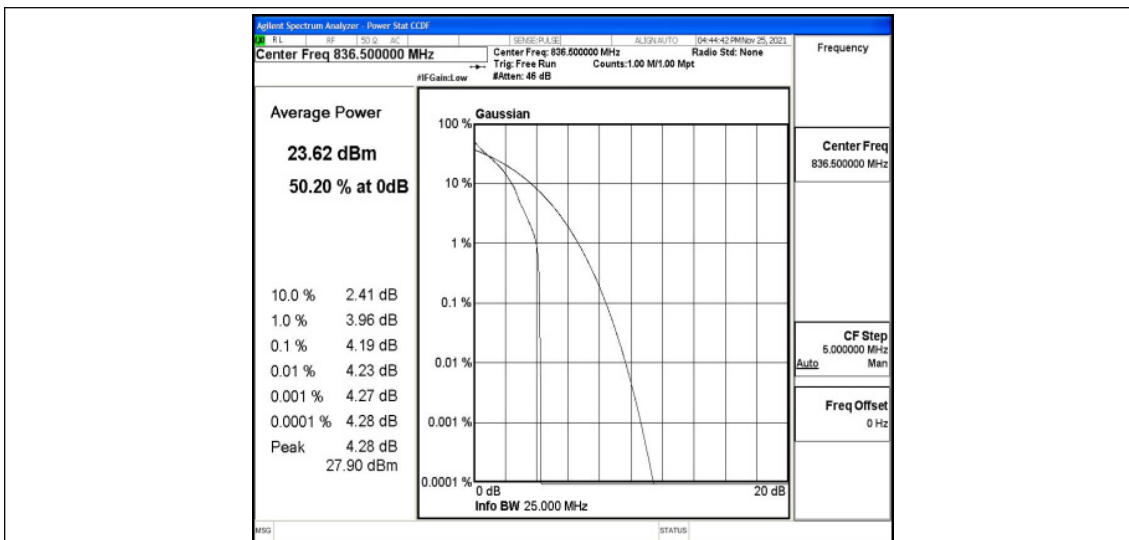 Agilent Spectrum Analyzer - Power Stat CCDF
RL RF 50 Ω AC SENSE:PULSE ALIGN AUTO 04:44:42 PM Nov 25, 2021
Center Freq 836.500000 MHz
Center Freq: 836.500000 MHz Radio Std: None
Trig: Free Run Counts:1.00 M/1.00 Mpt
#IFGain:Low #Atten: 46 dB
Frequency
Average Power
23.62 dBm
50.20 % at 0dB
10.0 % 2.41 dB
1.0 % 3.96 dB
0.1 % 4.19 dB
0.01 % 4.23 dB
0.001 % 4.27 dB
0.0001 % 4.28 dB
Peak 4.28 dB
27.90 dBm
Gaussian
100 %
10 %
1 %
0.1 %
0.01 %
0.001 %
0.0001 %
0 dB 20 dB
Info BW 25.000 MHz
Center Freq
836.500000 MHz
CF Step
5.000000 MHz
Auto Man
Freq Offset
0 Hz
MSG STATUS